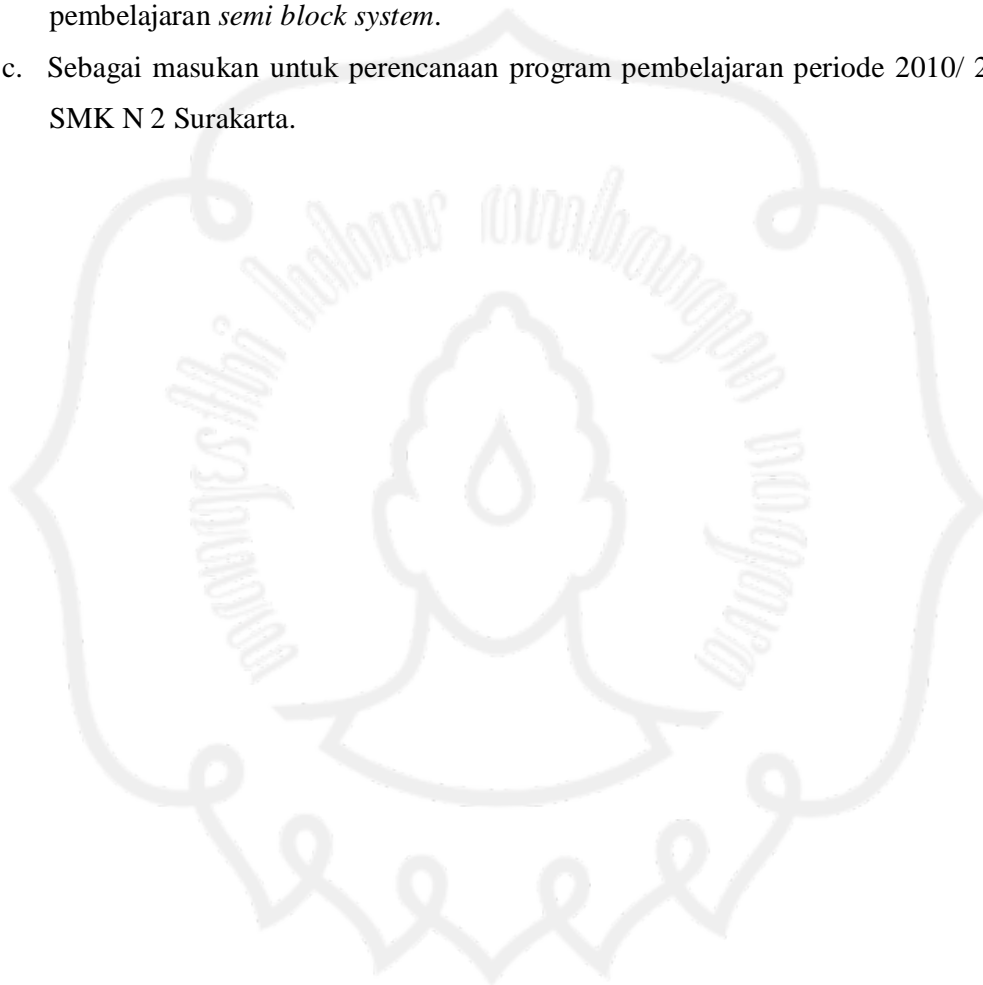 pembelajaran semi block system.
c. Sebagai masukan untuk perencanaan program pembelajaran periode 2010/ 2
SMK N 2 Surakarta.